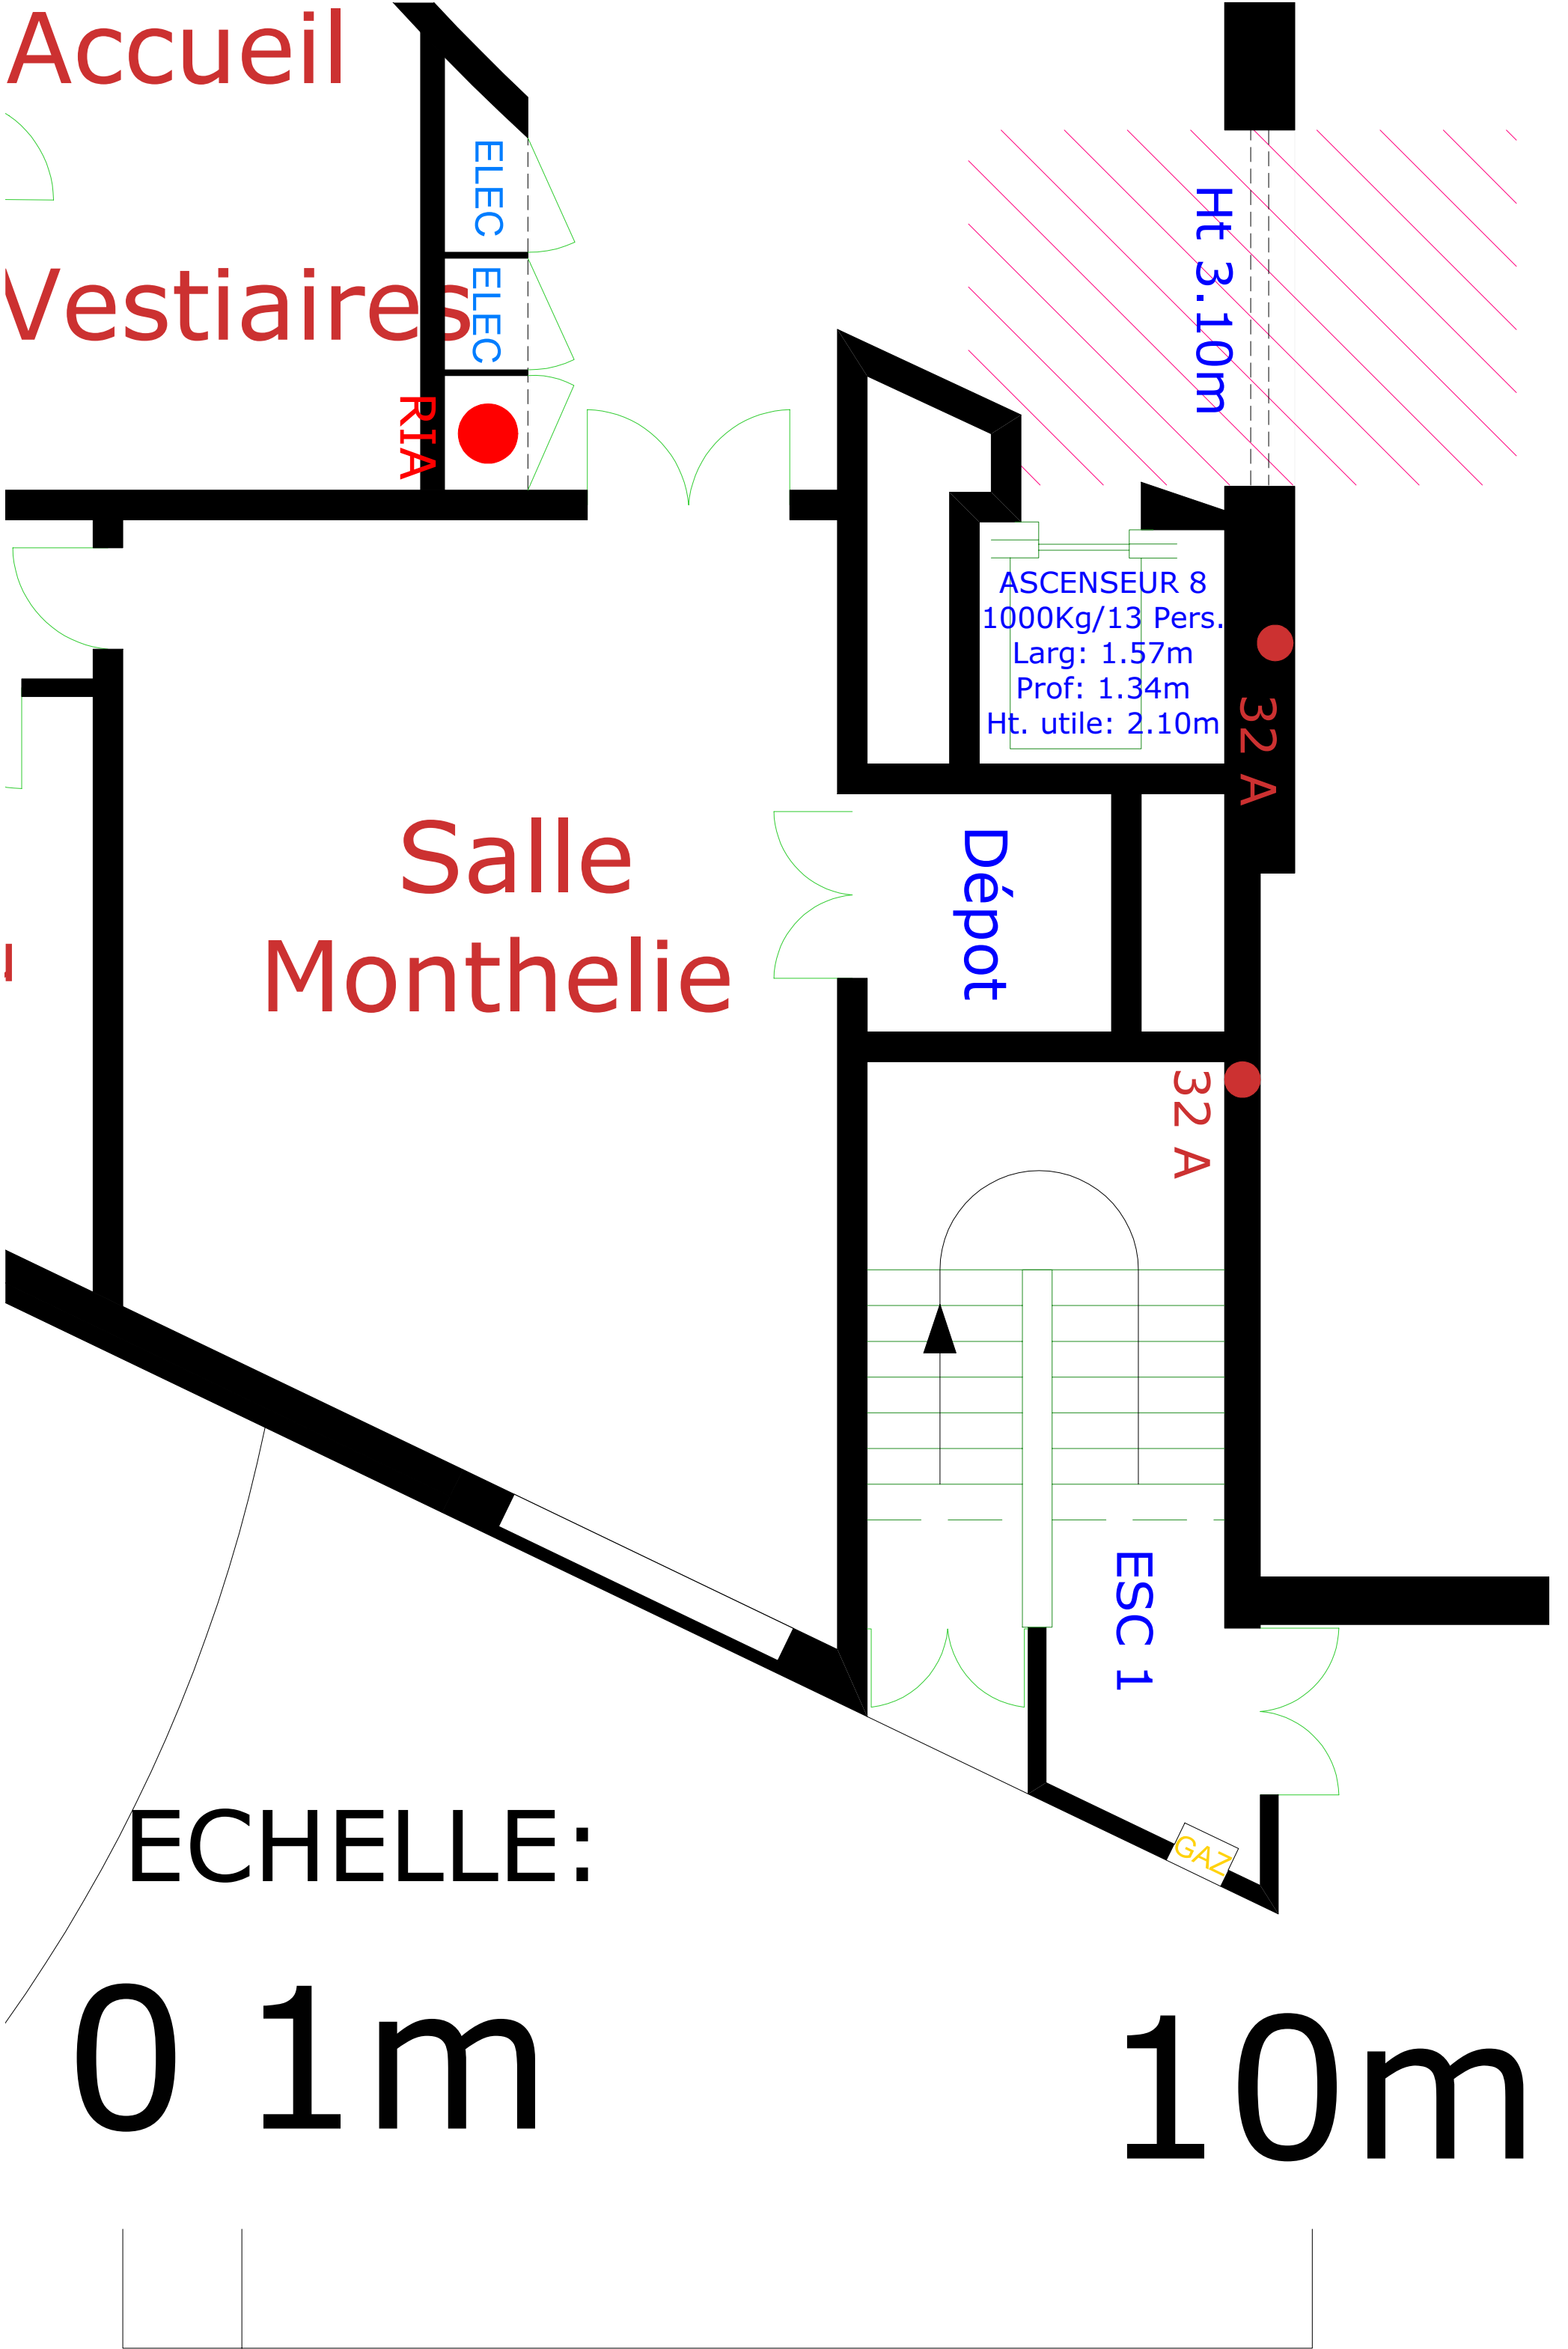 Accueil
ELEC
Ht 3.10m
Vestiaires
ELEC
RIA
ASCENSEUR 8
1000Kg/13 Pers.
Larg: 1.57m
Prof: 1.34m
Ht. utile: 2.10m
32 A
Salle
Monthelie
Dépot
32 A
ESC 1
GAZ
ECHELLE:
0 1m 10m